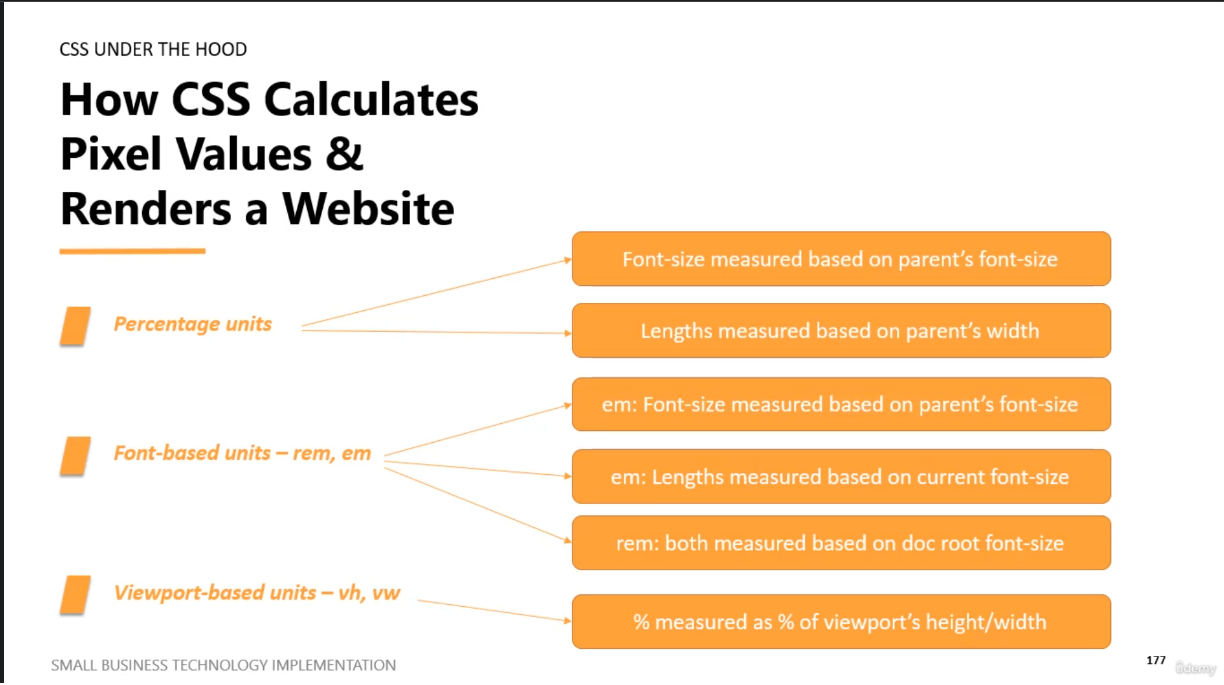 CSS UNDER THE HOOD
How CSS Calculates
Pixel Values &
Renders a Website
Percentage units
Font-size measured based on parent’s font-size
Lengths measured based on parent’s width
Font-based units – rem, em
em: Font-size measured based on parent’s font-size
em: Lengths measured based on current font-size
rem: both measured based on doc root font-size
Viewport-based units – vh, vw
% measured as % of viewport’s height/width
SMALL BUSINESS TECHNOLOGY IMPLEMENTATION
177
ûdemy